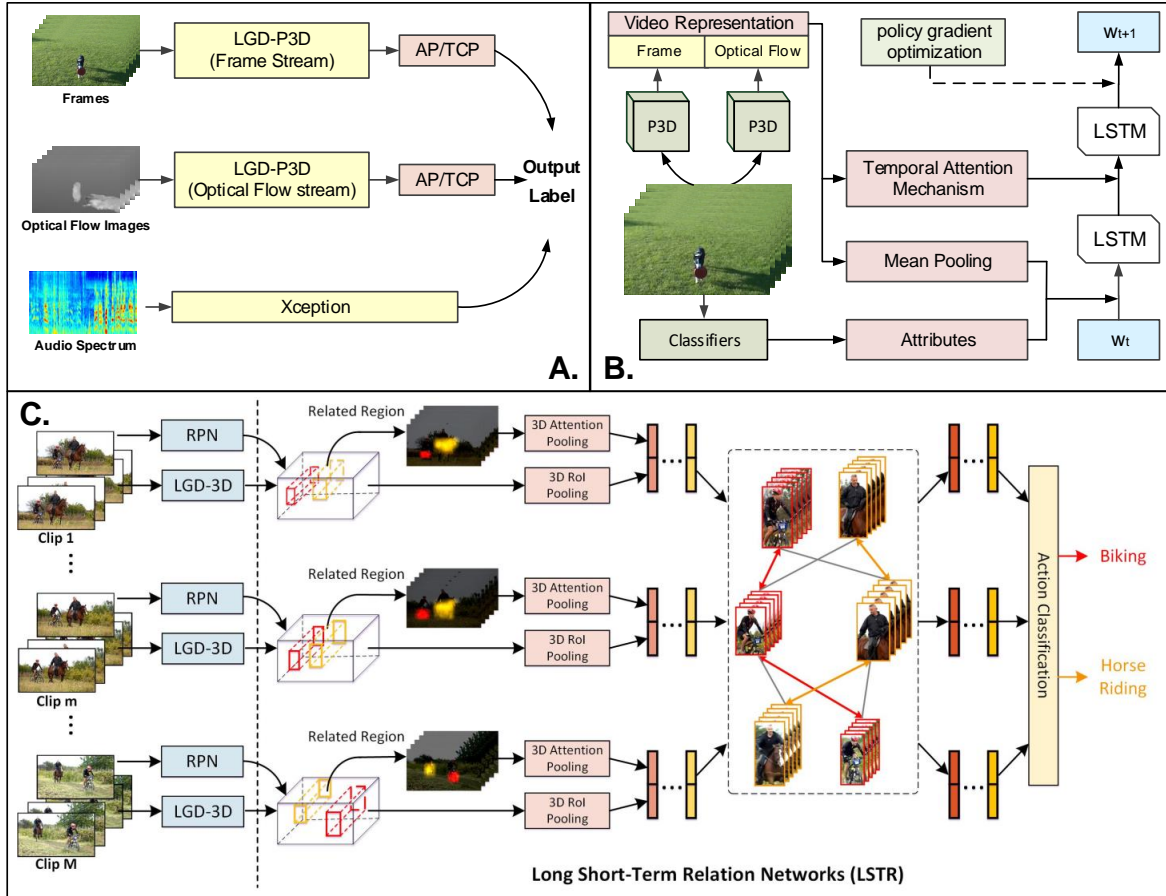 LGD-P3D
(Frame Stream)
AP/TCP
Frames
LGD-P3D
(Optical Flow stream)
AP/TCP
Output
Label
Optical Flow Images
Xception
Audio Spectrum
A.
Video Representation
Frame
Optical Flow
policy gradient
optimization
wt+1
P3D
P3D
LSTM
Temporal Attention
Mechanism
LSTM
Mean Pooling
Classifiers
Attributes
wt
B.
C.
Related Region
RPN
3D Attention
Pooling
LGD-3D
3D RoI
Pooling
Clip 1
Related Region
RPN
3D Attention
Pooling
LGD-3D
3D RoI
Pooling
Clip m
Related Region
RPN
3D Attention
Pooling
LGD-3D
3D RoI
Pooling
Clip M
Action Classification
Biking
Horse
Riding
Long Short-Term Relation Networks (LSTR)